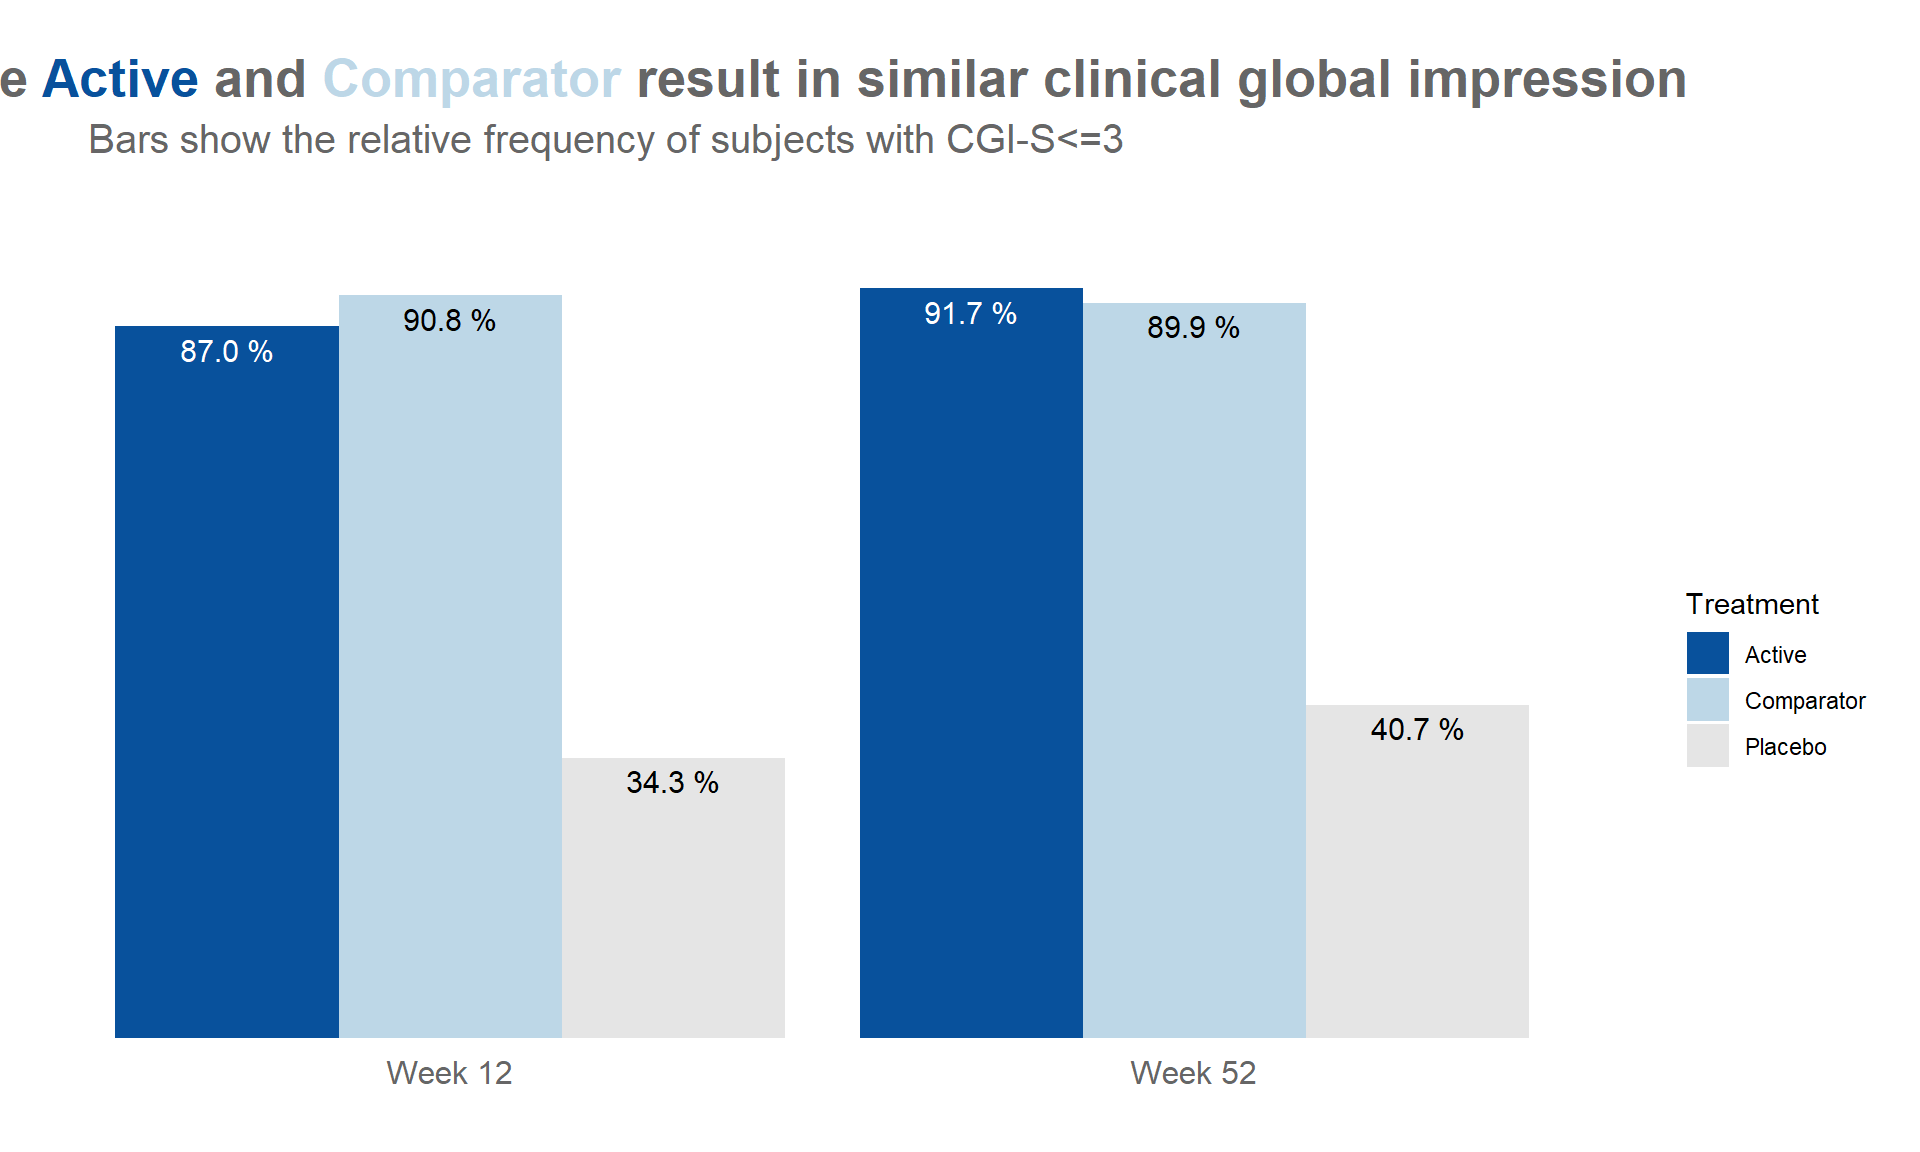 e Active and Comparator result in similar clinical global impression
Bars show the relative frequency of subjects with CGI-S<=3
87.0 %
90.8 %
34.3 %
91.7 %
89.9 %
40.7 %
Week 12
Week 52
Treatment
Active
Comparator
Placebo